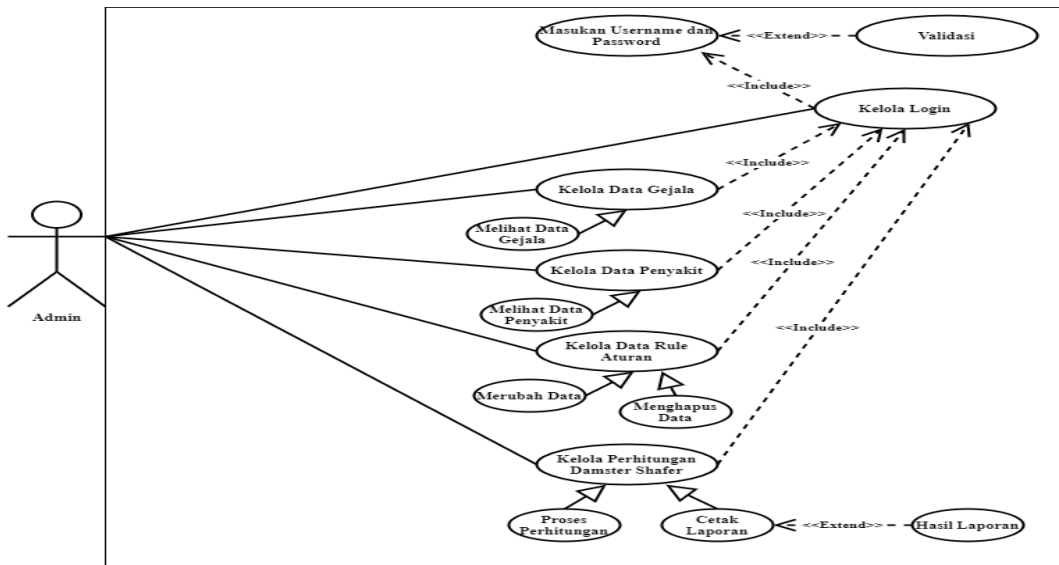 Masukan Username dan
Password
<<Extend>>
Validasi
<<Include>>
Kelola Login
<<Include>>
Kelola Data Gejala
Melihat Data
Gejala
<<Include>>
Kelola Data Penyakit
<<Include>>
Melihat Data
Penyakit
Admin
<<Include>>
Kelola Data Rule
Aturan
Merubah Data
Menghapus
Data
Kelola Perhitungan
Damster Shafer
Proses
Perhitungan
Cetak
Laporan
<<Extend>>
Hasil Laporan